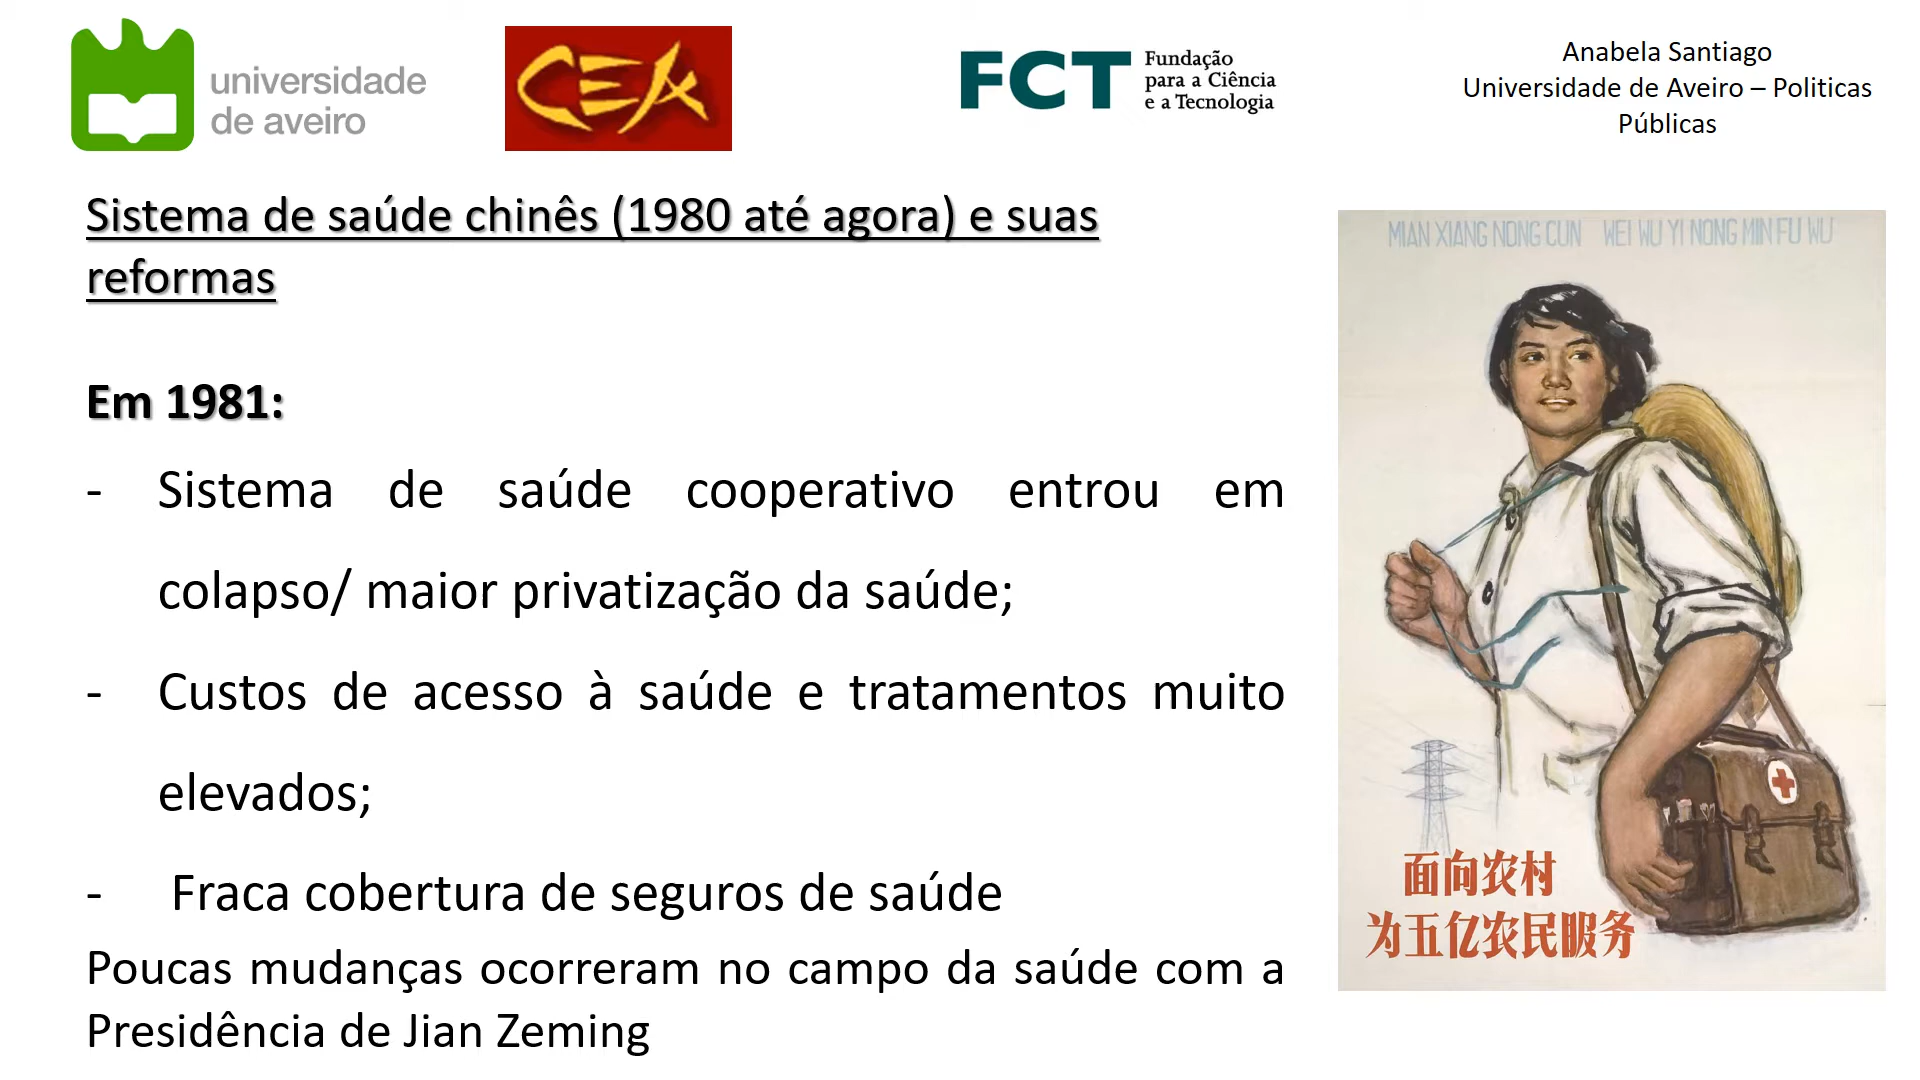 universidade
de aveiro
CEA
FCT
Fundação
para a Ciência
e a Tecnologia
Anabela Santiago
Universidade de Aveiro – Politicas
Públicas
Sistema de saúde chinês (1980 até agora) e suas
reformas
Em 1981:
- Sistema de saúde cooperativo entrou em
colapso/ maior privatização da saúde;
- Custos de acesso à saúde e tratamentos muito
elevados;
- Fraca cobertura de seguros de saúde
Poucas mudanças ocorreram no campo da saúde com a
Presidência de Jian Zeming
MIAN XIANG NONG CUN WEI WU YI NONG MIN FU WU
面向农村
为五亿农民服务